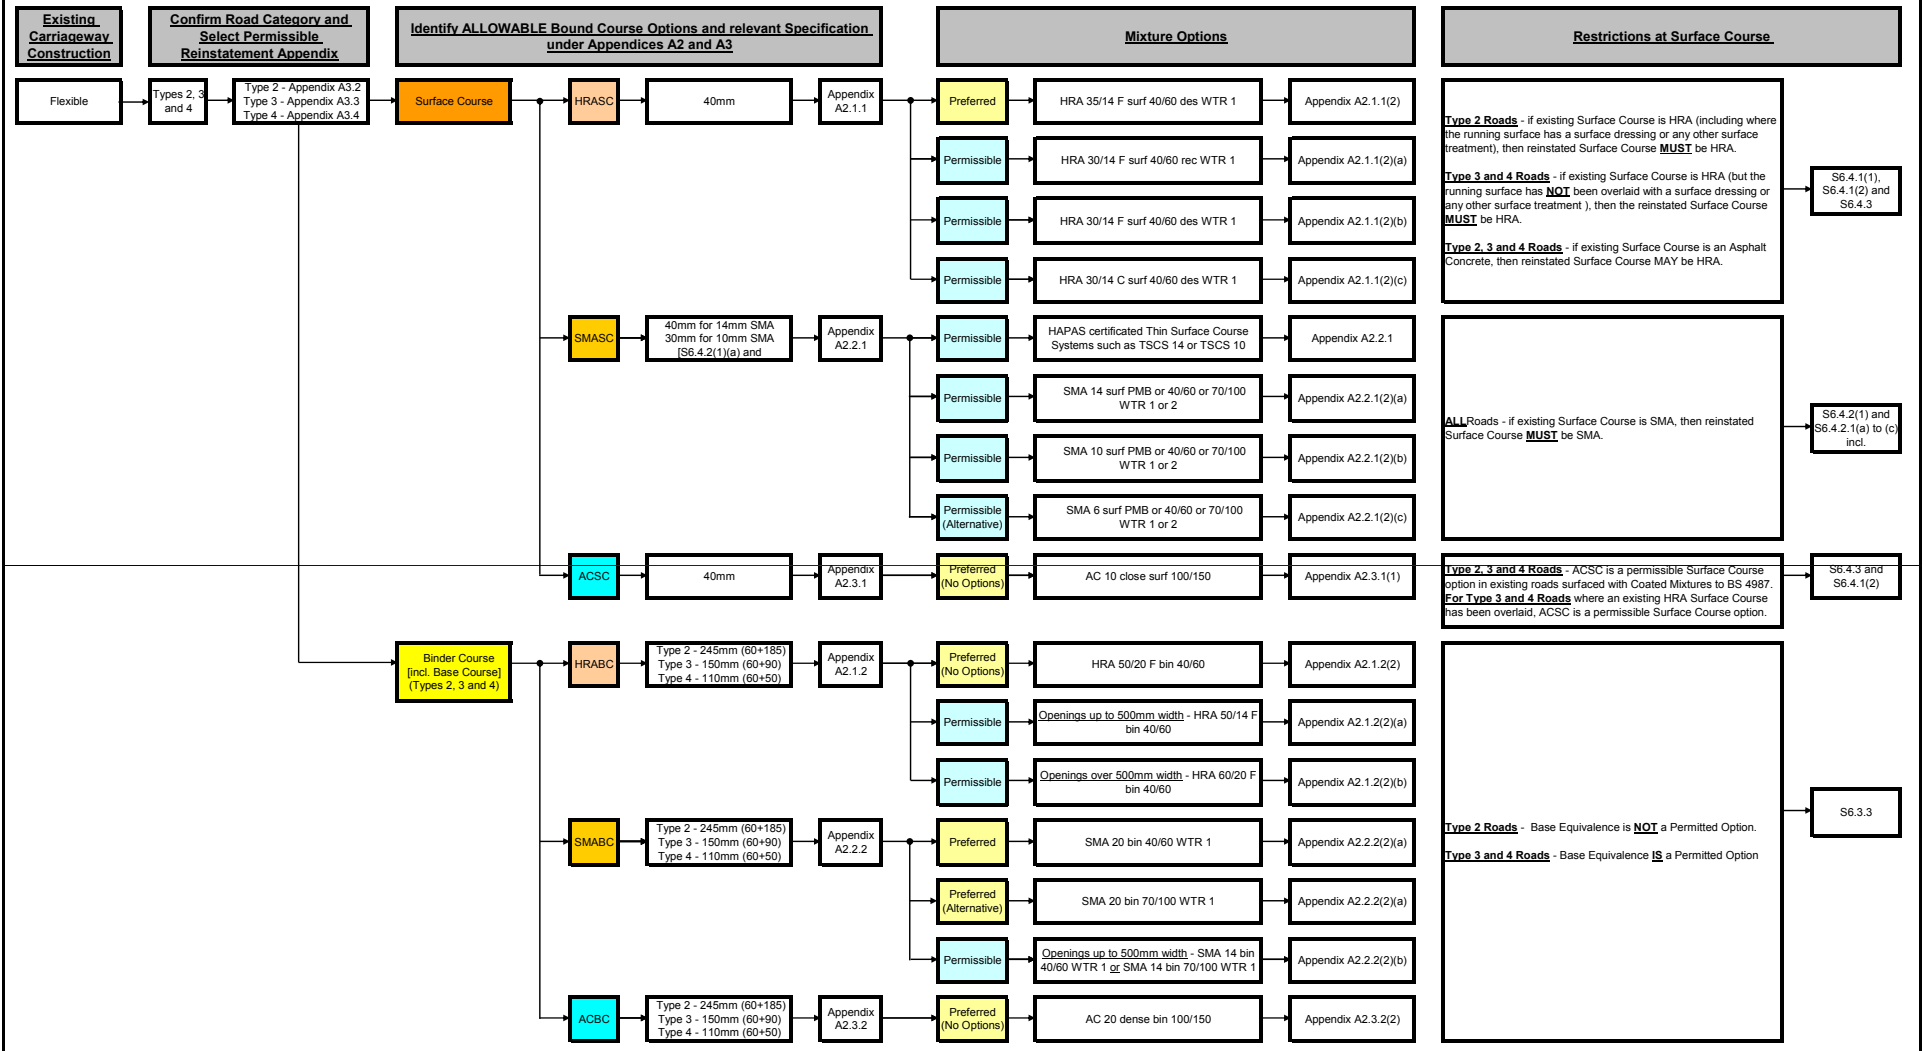 Existing
Carriageway
Construction
Confirm Road Category and
Select Permissible
Reinstatement Appendix
Identify ALLOWABLE Bound Course Options and relevant Specification
under Appendices A2 and A3
Mixture Options
Restrictions at Surface Course
Flexible
Types 2, 3
and 4
Type 2 - Appendix A3.2
Type 3 - Appendix A3.3
Type 4 - Appendix A3.4
Surface Course
HRASC
40mm
Appendix
A2.1.1
Preferred
HRA 35/14 F surf 40/60 des WTR 1
Appendix A2.1.1(2)
Permissible
HRA 30/14 F surf 40/60 rec WTR 1
Appendix A2.1.1(2)(a)
Permissible
HRA 30/14 F surf 40/60 des WTR 1
Appendix A2.1.1(2)(b)
Permissible
HRA 30/14 C surf 40/60 des WTR 1
Appendix A2.1.1(2)(c)
Type 2 Roads - if existing Surface Course is HRA (including where
the running surface has a surface dressing or any other surface
treatment), then reinstated Surface Course MUST be HRA.
Type 3 and 4 Roads - if existing Surface Course is HRA (but the
running surface has NOT been overlaid with a surface dressing or
any other surface treatment ), then the reinstated Surface Course
MUST be HRA.
Type 2, 3 and 4 Roads - if existing Surface Course is an Asphalt
Concrete, then reinstated Surface Course MAY be HRA.
S6.4.1(1),
S6.4.1(2) and
S6.4.3
SMASC
40mm for 14mm SMA
30mm for 10mm SMA
[S6.4.2(1)(a) and
Appendix
A2.2.1
Permissible
HAPAS certificated Thin Surface Course
Systems such as TSCS 14 or TSCS 10
Appendix A2.2.1
Permissible
SMA 14 surf PMB or 40/60 or 70/100
WTR 1 or 2
Appendix A2.2.1(2)(a)
Permissible
SMA 10 surf PMB or 40/60 or 70/100
WTR 1 or 2
Appendix A2.2.1(2)(b)
Permissible
(Alternative)
SMA 6 surf PMB or 40/60 or 70/100
WTR 1 or 2
Appendix A2.2.1(2)(c)
ALLRoads - if existing Surface Course is SMA, then reinstated
Surface Course MUST be SMA.
S6.4.2(1) and
S6.4.2.1(a) to (c)
incl.
ACSC
40mm
Appendix
A2.3.1
Preferred
(No Options)
AC 10 close surf 100/150
Appendix A2.3.1(1)
Type 2, 3 and 4 Roads - ACSC is a permissible Surface Course
option in existing roads surfaced with Coated Mixtures to BS 4987.
For Type 3 and 4 Roads where an existing HRA Surface Course
has been overlaid, ACSC is a permissible Surface Course option.
S6.4.3 and
S6.4.1(2)
Binder Course
[incl. Base Course]
(Types 2, 3 and 4)
HRABC
Type 2 - 245mm (60+185)
Type 3 - 150mm (60+90)
Type 4 - 110mm (60+50)
Appendix
A2.1.2
Preferred
(No Options)
HRA 50/20 F bin 40/60
Appendix A2.1.2(2)
Permissible
Openings up to 500mm width - HRA 50/14 F
bin 40/60
Appendix A2.1.2(2)(a)
Permissible
Openings over 500mm width - HRA 60/20 F
bin 40/60
Appendix A2.1.2(2)(b)
SMABC
Type 2 - 245mm (60+185)
Type 3 - 150mm (60+90)
Type 4 - 110mm (60+50)
Appendix
A2.2.2
Preferred
SMA 20 bin 40/60 WTR 1
Appendix A2.2.2(2)(a)
Preferred
(Alternative)
SMA 20 bin 70/100 WTR 1
Appendix A2.2.2(2)(a)
Permissible
Openings up to 500mm width - SMA 14 bin
40/60 WTR 1 or SMA 14 bin 70/100 WTR 1
Appendix A2.2.2(2)(b)
ACBC
Type 2 - 245mm (60+185)
Type 3 - 150mm (60+90)
Type 4 - 110mm (60+50)
Appendix
A2.3.2
Preferred
(No Options)
AC 20 dense bin 100/150
Appendix A2.3.2(2)
Type 2 Roads - Base Equivalence is NOT a Permitted Option.
Type 3 and 4 Roads - Base Equivalence IS a Permitted Option
S6.3.3